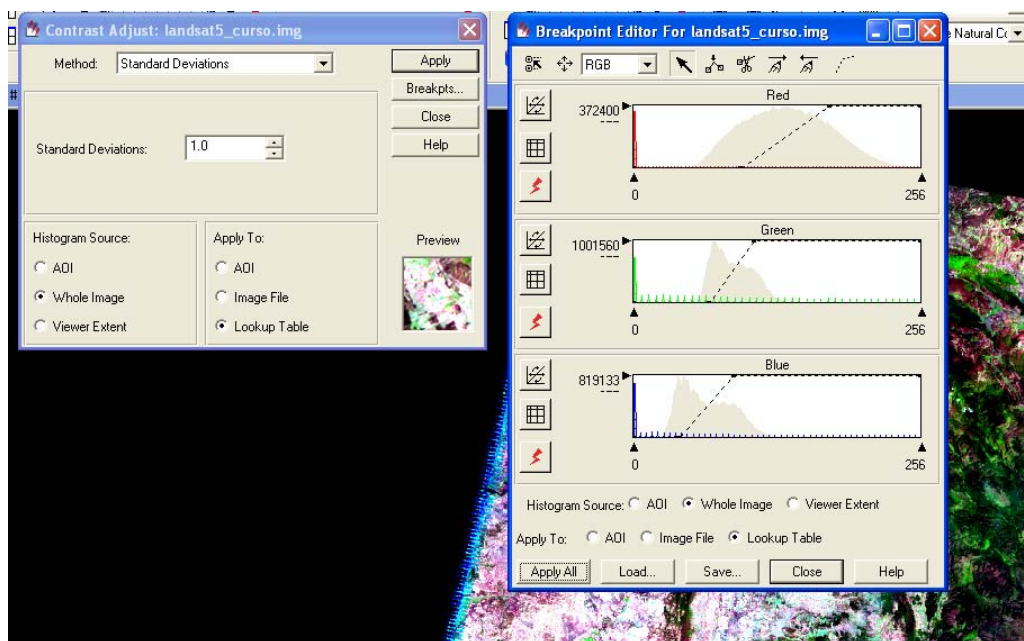 Contrast Adjust: landsat5_curso.img
Method: Standard Deviations
Apply
Breakpts...
Close
Help
Standard Deviations: 1.0
Histogram Source:
AOI
Whole Image
Viewer Extent
Apply To:
AOI
Image File
Lookup Table
Preview
Breakpoint Editor For landsat5_curso.img
RGB
Red
372400
0 256
Green
1001560
0 256
Blue
819133
0 256
Histogram Source: AOI Whole Image Viewer Extent
Apply To: AOI Image File Lookup Table
Apply All Load... Save... Close Help
Natural
#